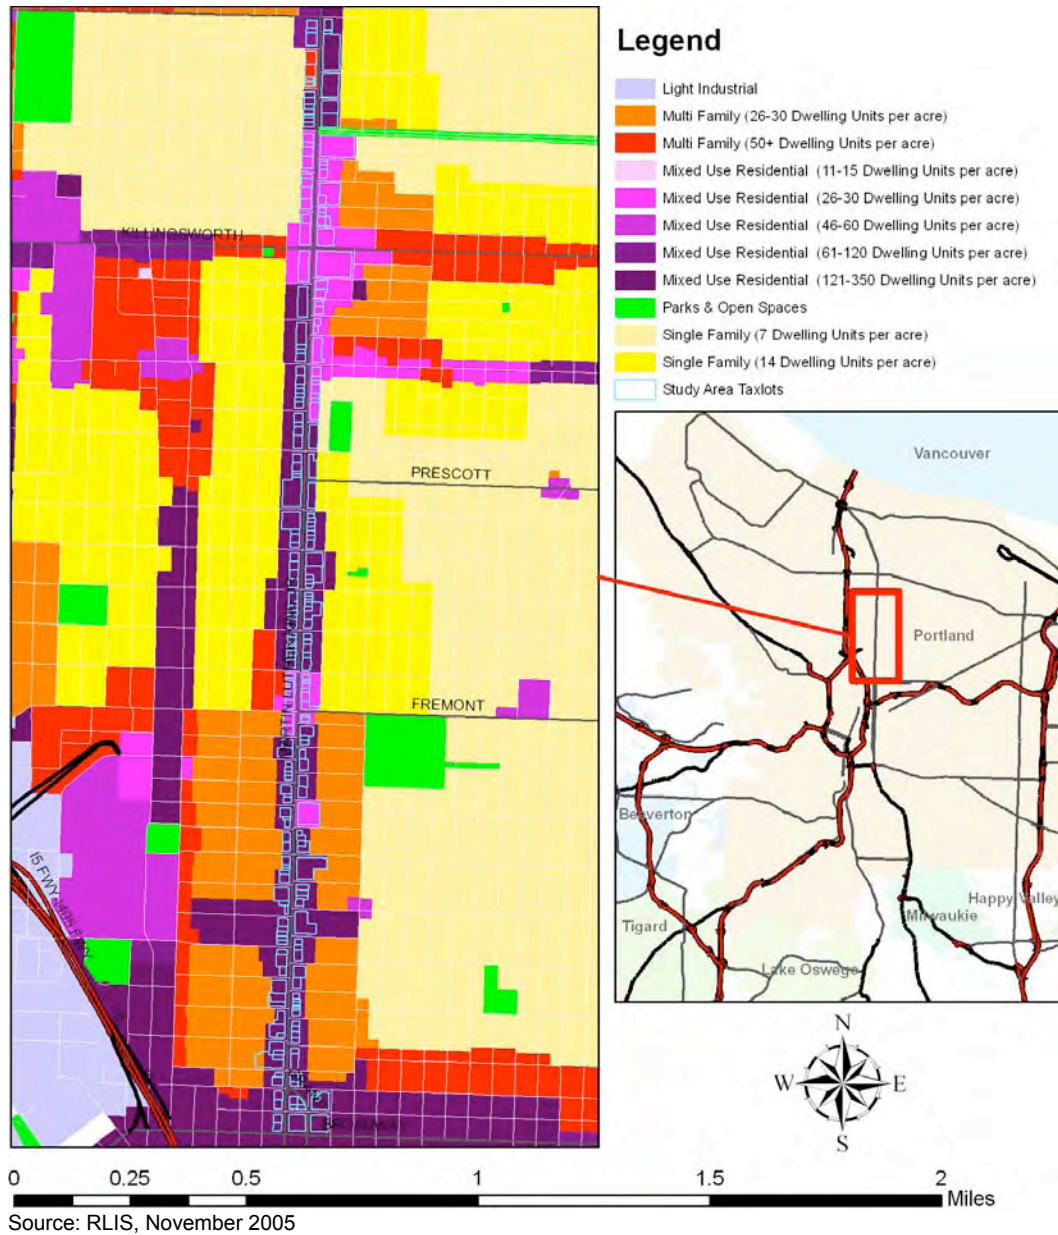 Legend
Light Industrial
Multi Family (26-30 Dwelling Units per acre)
Multi Family (50+ Dwelling Units per acre)
Mixed Use Residential (11-15 Dwelling Units per acre)
Mixed Use Residential (26-30 Dwelling Units per acre)
Mixed Use Residential (46-60 Dwelling Units per acre)
Mixed Use Residential (61-120 Dwelling Units per acre)
Mixed Use Residential (121-350 Dwelling Units per acre)
Parks & Open Spaces
Single Family (7 Dwelling Units per acre)
Single Family (14 Dwelling Units per acre)
Study Area Taxlots
KILLINGSWORTH
PRESCOTT
FREMONT
BROADWAY
I5 FWY-I405 FWY
Vancouver
Portland
Beaverton
Happy Valley
Milwaukie
Tigard
Lake Oswego
N
W E
S
0 0.25 0.5 1 1.5 2
Miles
Source: RLIS, November 2005